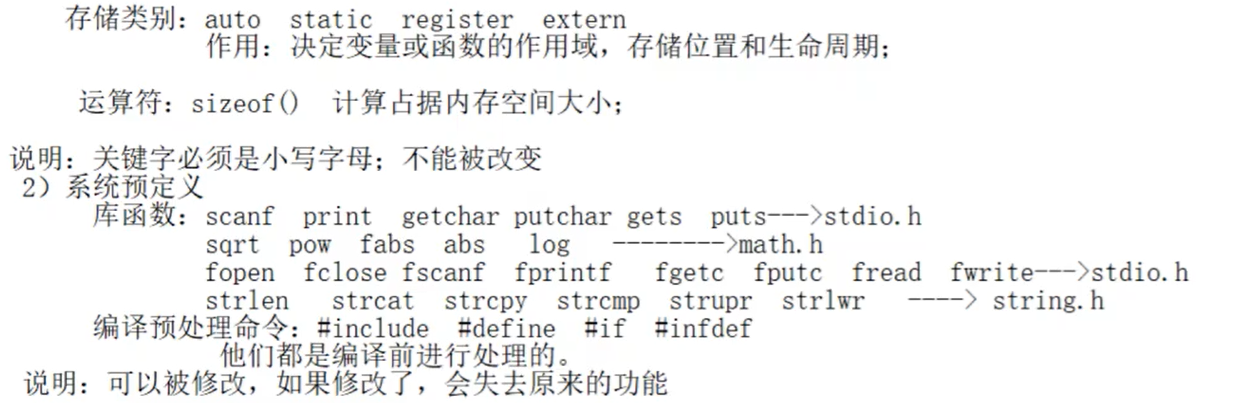 存储类别：auto  static  register  extern
作用：决定变量或函数的作用域，存储位置和生命周期；
运算符：sizeof()  计算占据内存空间大小；
说明：关键字必须是小写字母；不能被改变
2）系统预定义
库函数：scanf  print  getchar putchar gets  puts--->stdio.h
sqrt  pow  fabs  abs   log   -------->math.h
fopen  fclose fscanf  fprintf   fgetc  fputc  fread  fwrite--->stdio.h
strlen   strcat  strcpy  strcmp  strupr  strlwr   ----> string.h
编译预处理命令：#include  #define  #if  #infdef
他们都是编译前进行处理的。
说明：可以被修改，如果修改了，会失去原来的功能